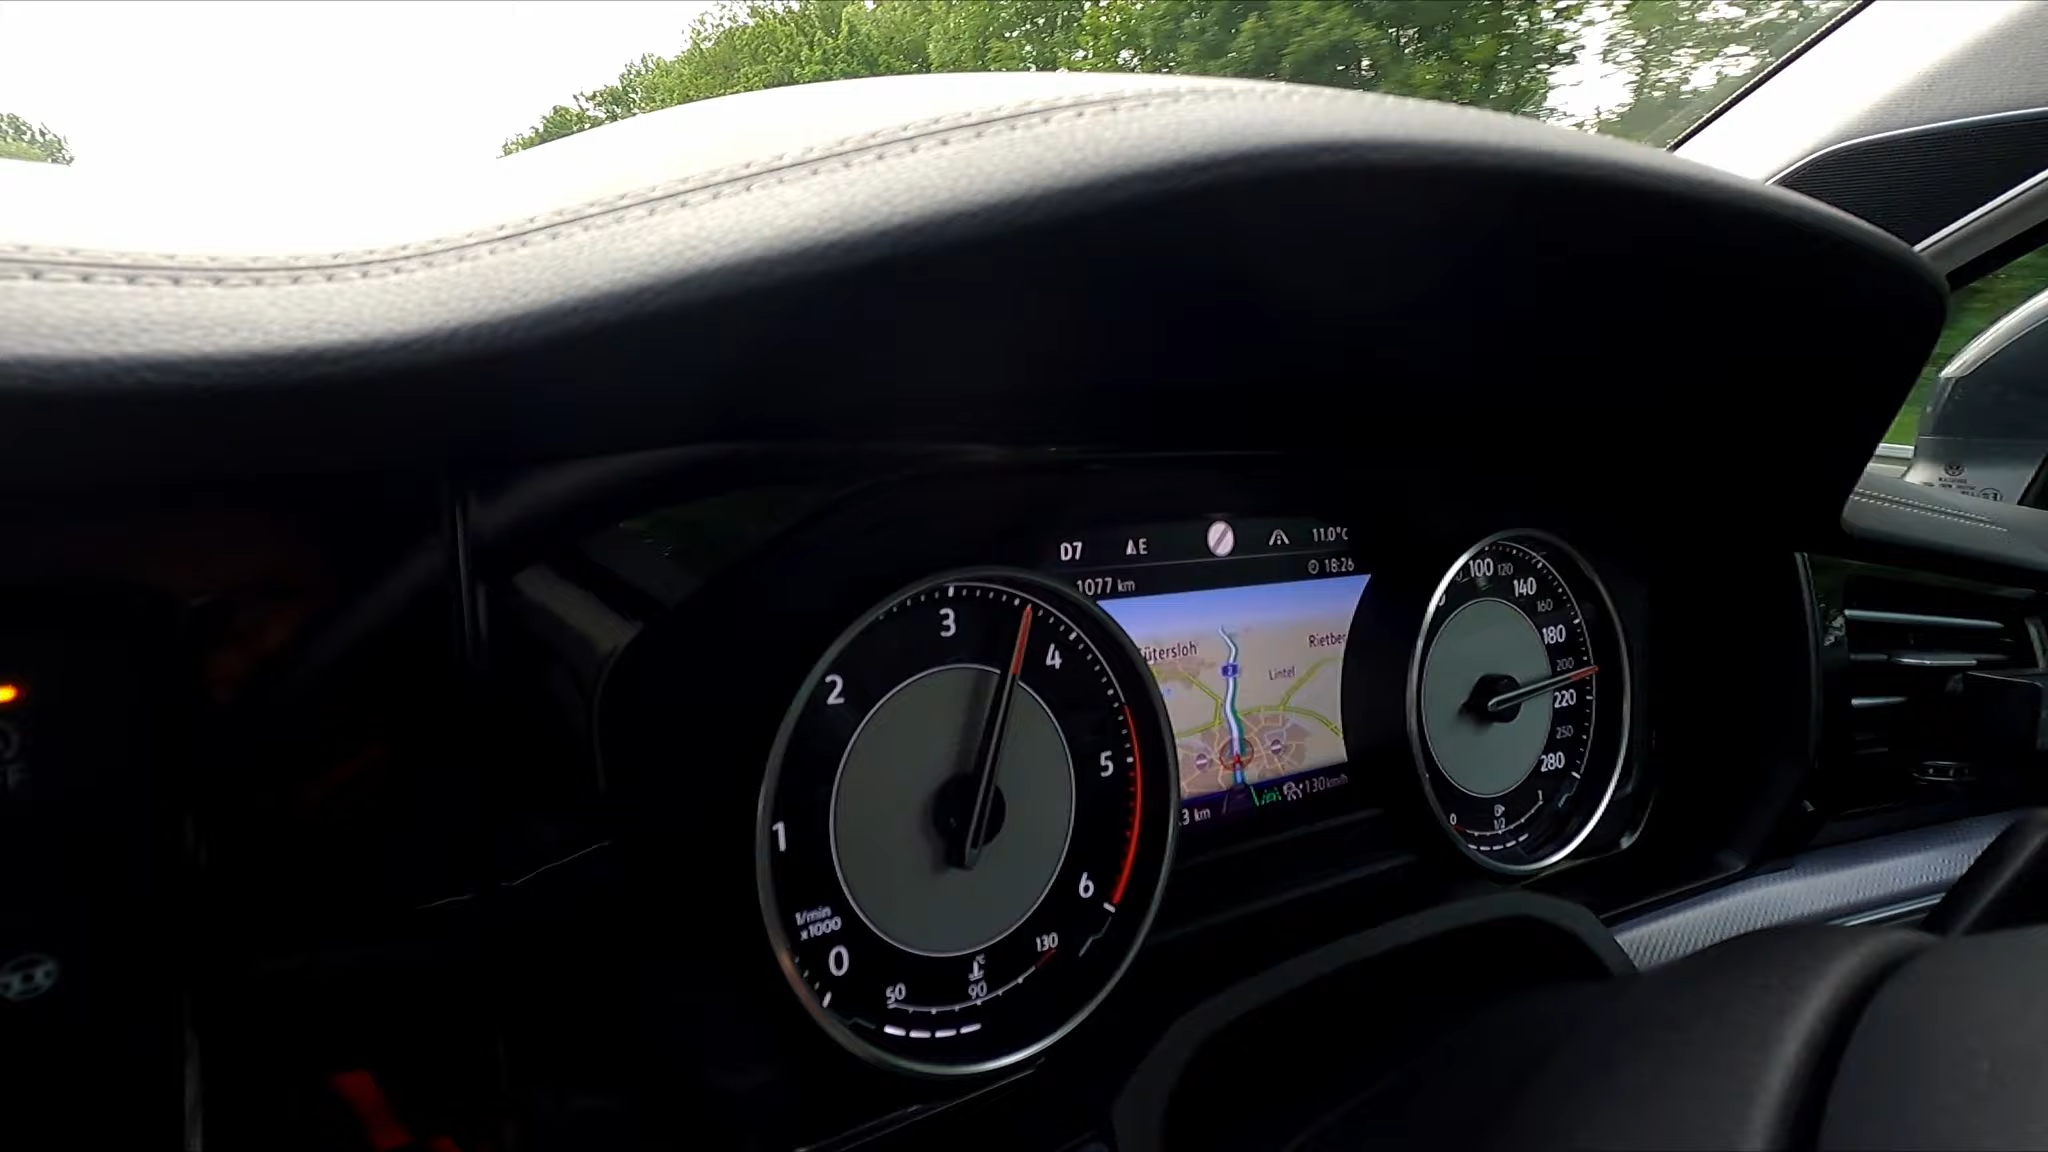 D7 E 11.0°C
1077 km 18:26
ütersloh
Rietber
Lintel
2
.3 km
130 km/h
0
1
2
3
4
5
6
1/min
x1000
50
90
130
100
120
140
160
180
200
220
250
280
0
1/2
1